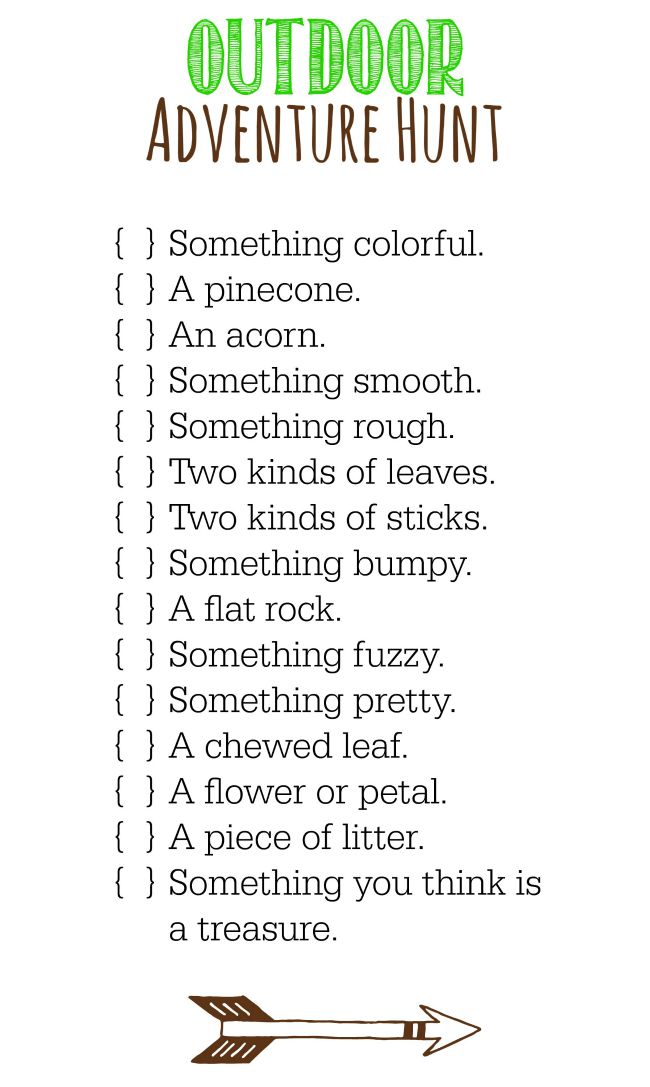 OUTDOOR
ADVENTURE HUNT
{ } Something colorful.
{ } A pinecone.
{ } An acorn.
{ } Something smooth.
{ } Something rough.
{ } Two kinds of leaves.
{ } Two kinds of sticks.
{ } Something bumpy.
{ } A flat rock.
{ } Something fuzzy.
{ } Something pretty.
{ } A chewed leaf.
{ } A flower or petal.
{ } A piece of litter.
{ } Something you think is
a treasure.